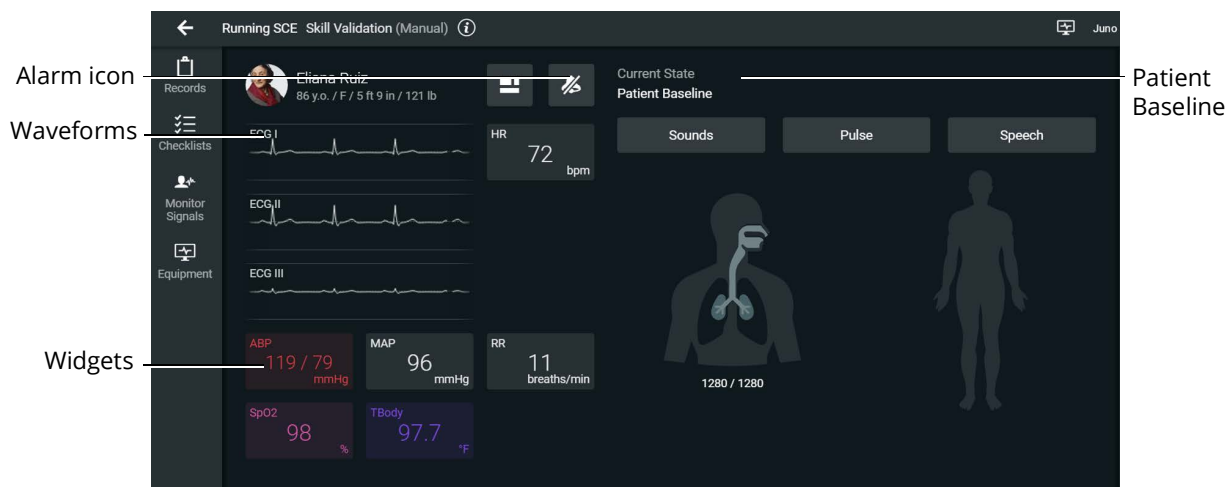 Running SCE Skill Validation (Manual) i
Juno
Alarm icon
Waveforms
Widgets
Patient
Baseline
Records
Checklists
Monitor
Signals
Equipment
Eliana Ruiz
86 y.o. / F / 5 ft 9 in / 121 lb
Current State
Patient Baseline
Sounds
Pulse
Speech
ECG I
HR
72
bpm
ECG II
ECG III
ABP
119 / 79
mmHg
MAP
96
mmHg
RR
11
breaths/min
SpO2
98
%
TBody
97.7
°F
1280 / 1280